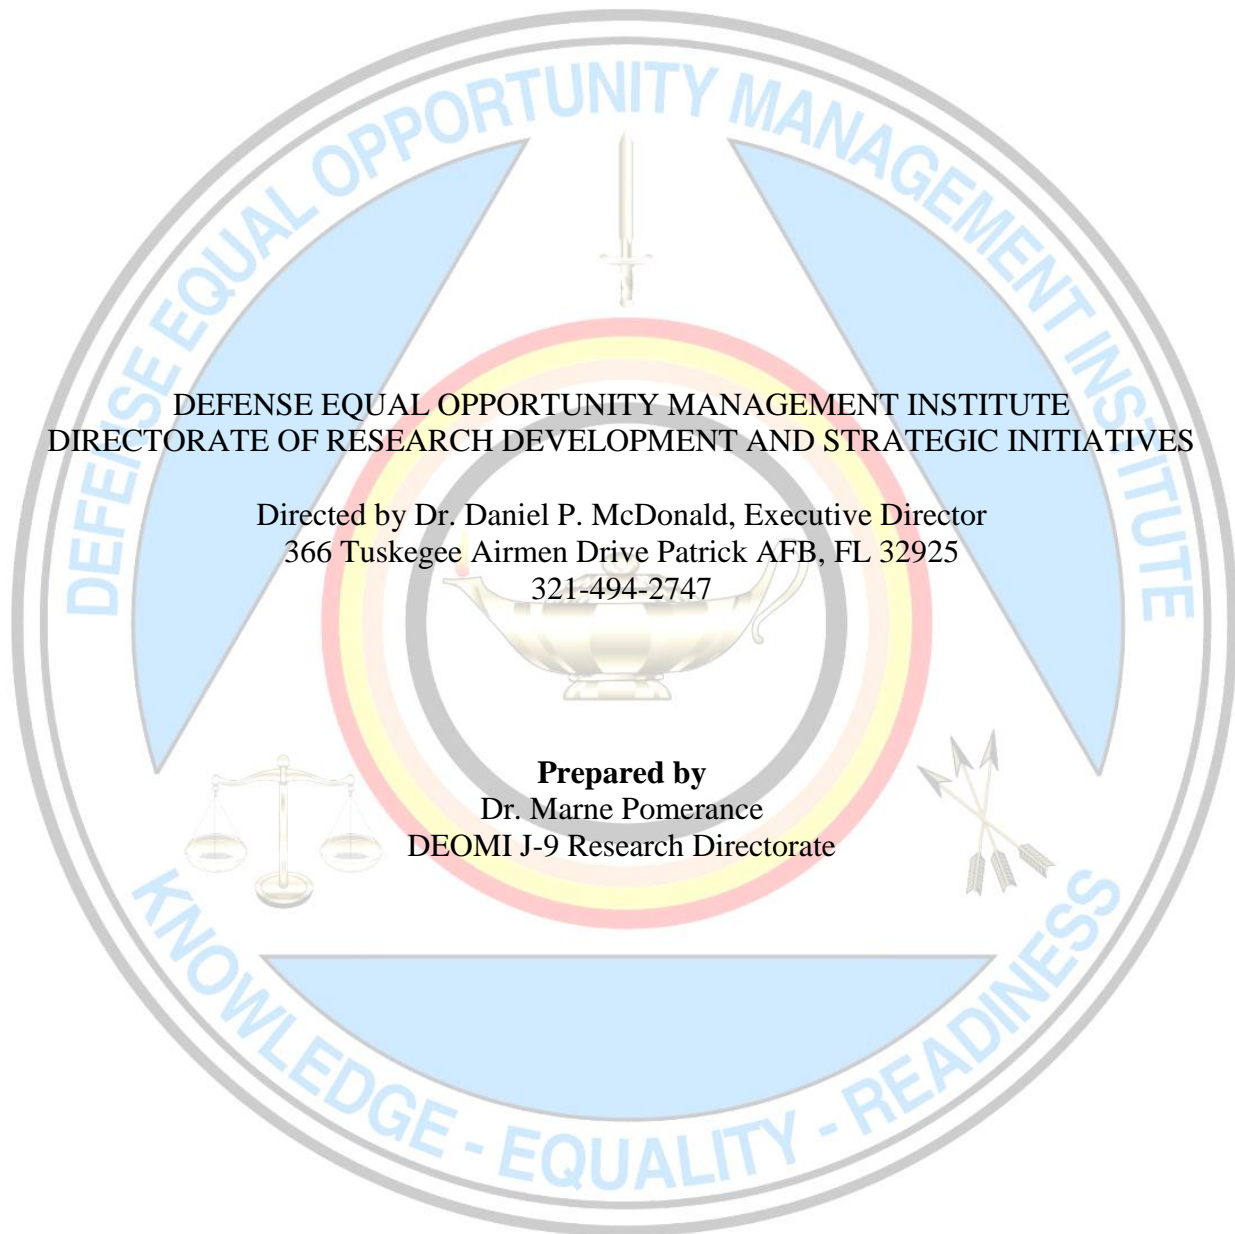 DEFENSE EQUAL OPPORTUNITY MANAGEMENT INSTITUTE
DEFENSE EQUAL OPPORTUNITY MANAGEMENT INSTITUTE
DIRECTORATE OF RESEARCH DEVELOPMENT AND STRATEGIC INITIATIVES
Directed by Dr. Daniel P. McDonald, Executive Director
366 Tuskegee Airmen Drive Patrick AFB, FL 32925
321-494-2747
Prepared by
Dr. Marne Pomerance
DEOMI J-9 Research Directorate
KNOWLEDGE - EQUALITY - READINESS